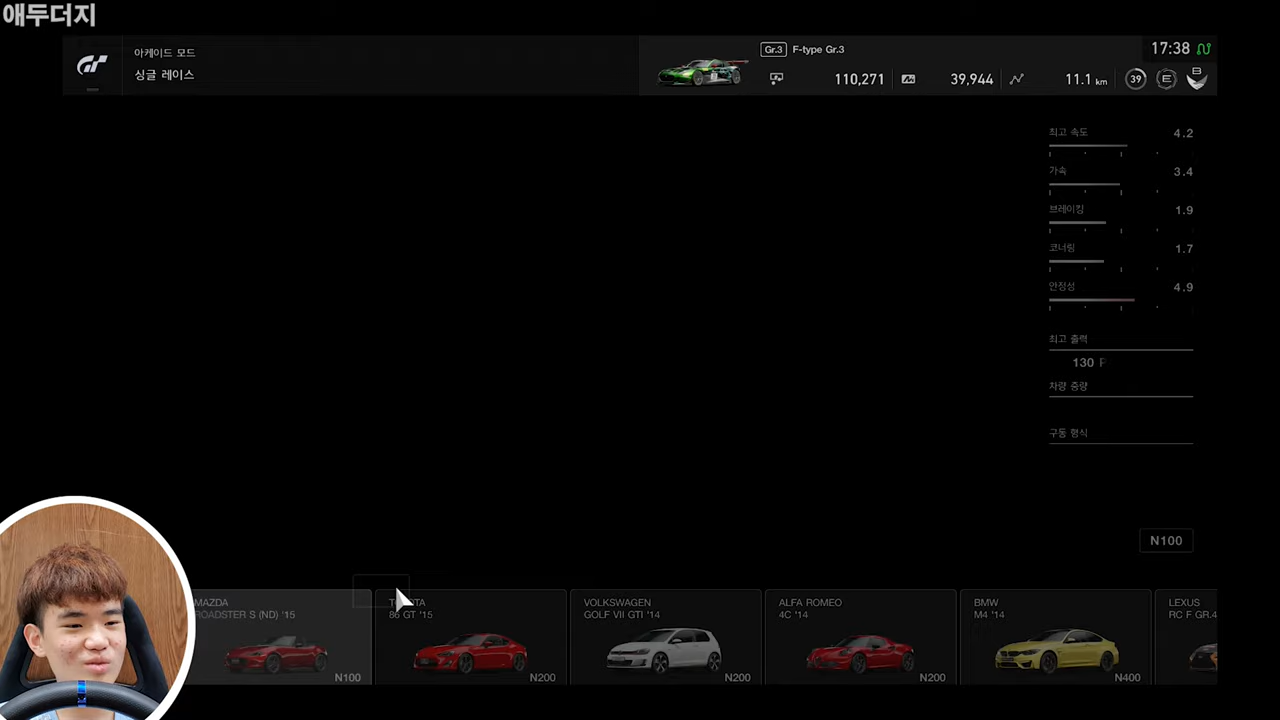 애두더지
아케이드 모드
싱글 레이스
Gr.3 F-type Gr.3
110,271
39,944
11.1 km
39
E
B
17:38
최고 속도 4.2
가속 3.4
브레이킹 1.9
코너링 1.7
안정성 4.9
최고 출력
130 P
차량 중량
구동 형식
N100
MAZDA
ROADSTER S (ND) '15
N100
TOYOTA
86 GT '15
N200
VOLKSWAGEN
GOLF VII GTI '14
N200
ALFA ROMEO
4C '14
N200
BMW
M4 '14
N400
LEXUS
RC F GR.4